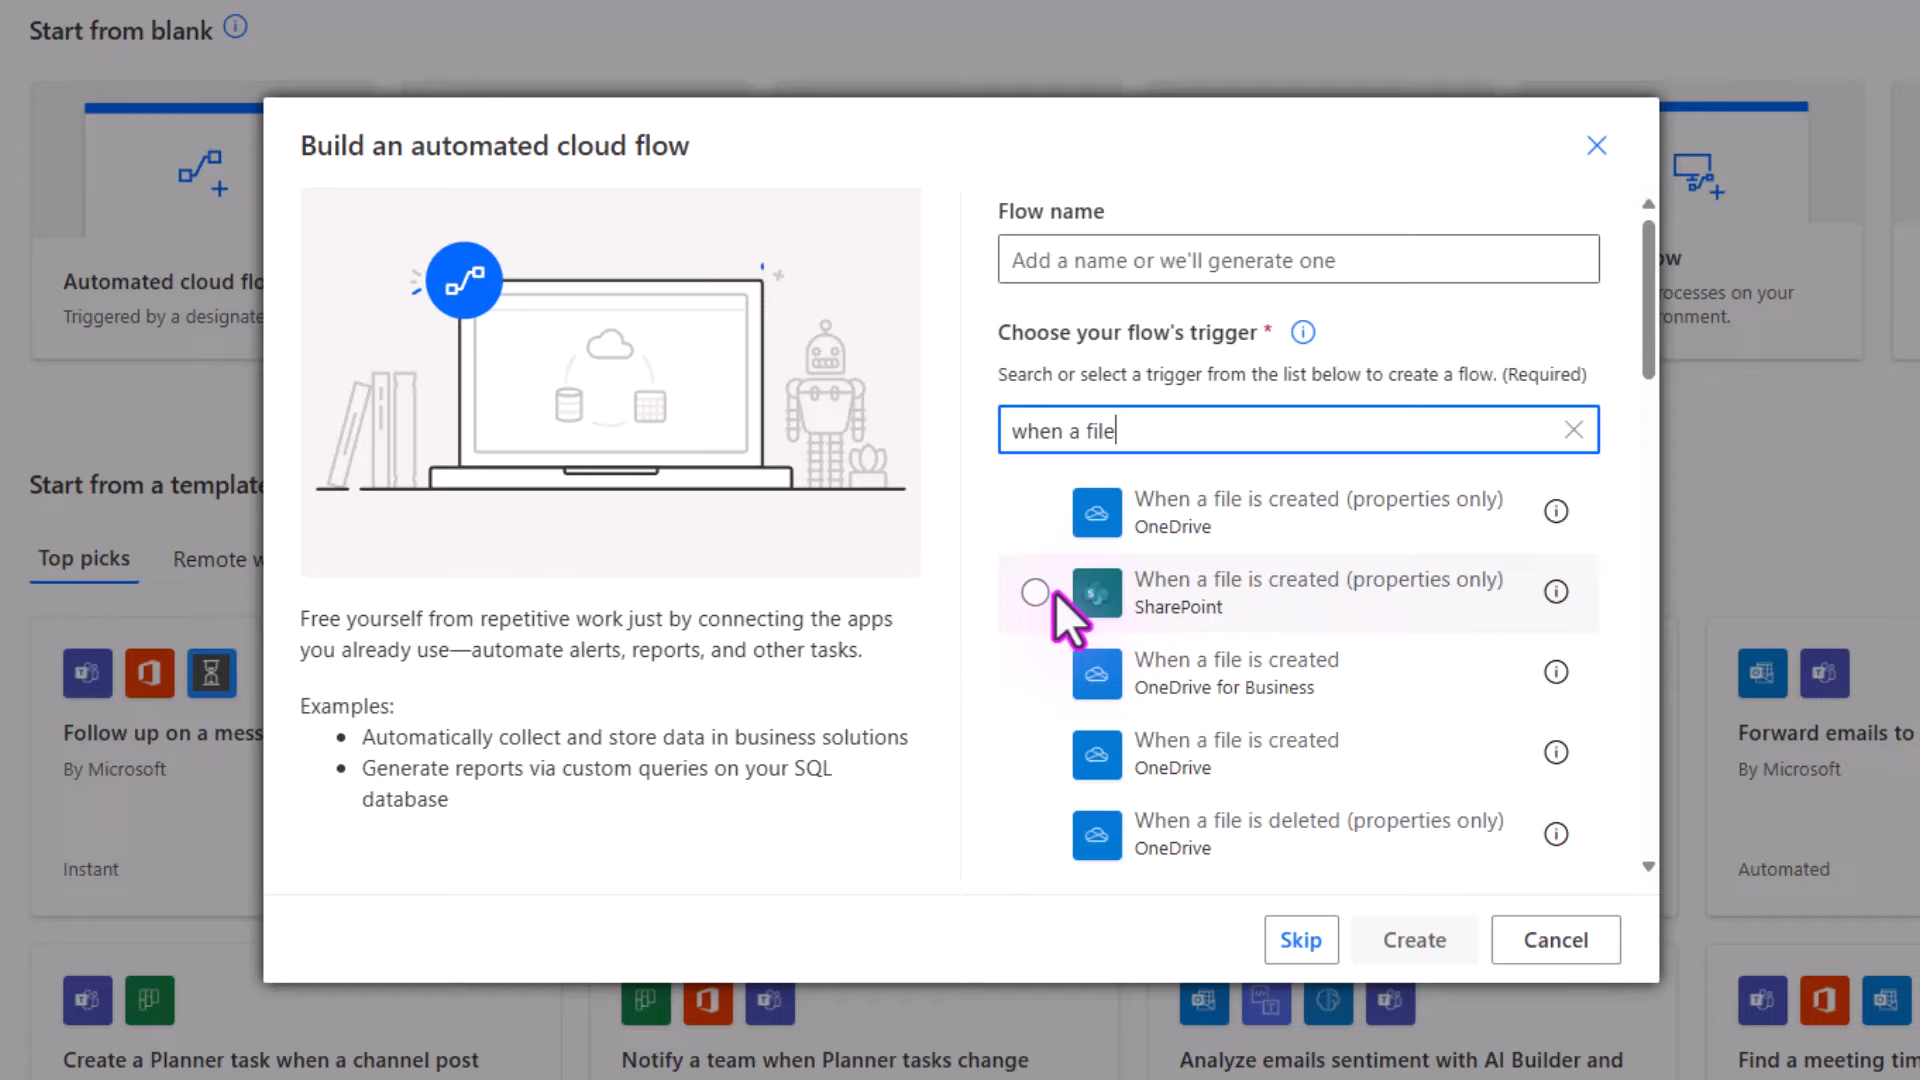 Start from blank
Build an automated cloud flow
Flow name
Add a name or we'll generate one
Choose your flow's trigger *
Search or select a trigger from the list below to create a flow. (Required)
when a file
When a file is created (properties only)
OneDrive
When a file is created (properties only)
SharePoint
When a file is created
OneDrive for Business
When a file is created
OneDrive
When a file is deleted (properties only)
OneDrive
Free yourself from repetitive work just by connecting the apps
you already use—automate alerts, reports, and other tasks.
Examples:
Automatically collect and store data in business solutions
Generate reports via custom queries on your SQL
database
Skip
Create
Cancel
Automated cloud flo
Triggered by a designate
ow
rocesses on your
onment.
Start from a template
Top picks
Remote w
Follow up on a mess
By Microsoft
Instant
Forward emails to
By Microsoft
Automated
Create a Planner task when a channel post
Notify a team when Planner tasks change
Analyze emails sentiment with AI Builder and
Find a meeting tim